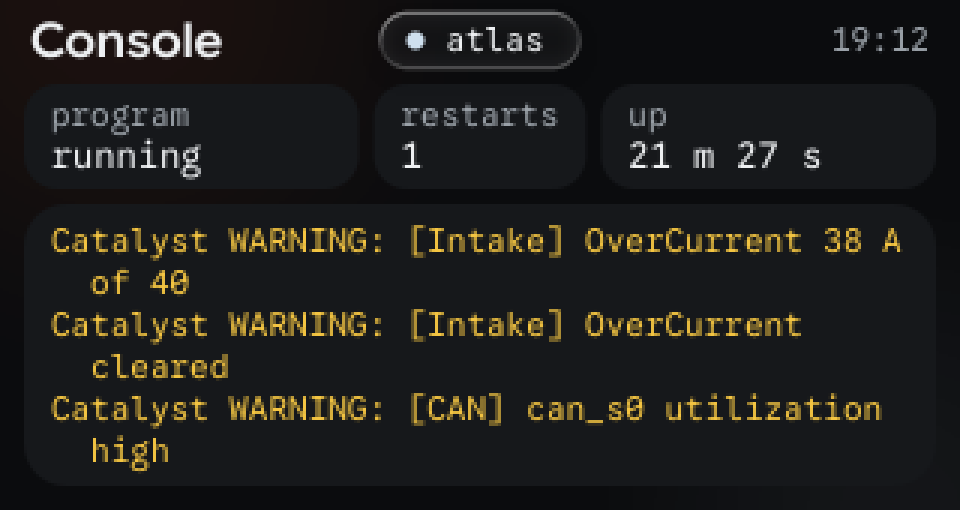 Console
atlas
19:12
program
running
restarts
1
up
21 m 27 s
Catalyst WARNING: [Intake] OverCurrent 38 A
of 40
Catalyst WARNING: [Intake] OverCurrent
cleared
Catalyst WARNING: [CAN] can_s0 utilization
high